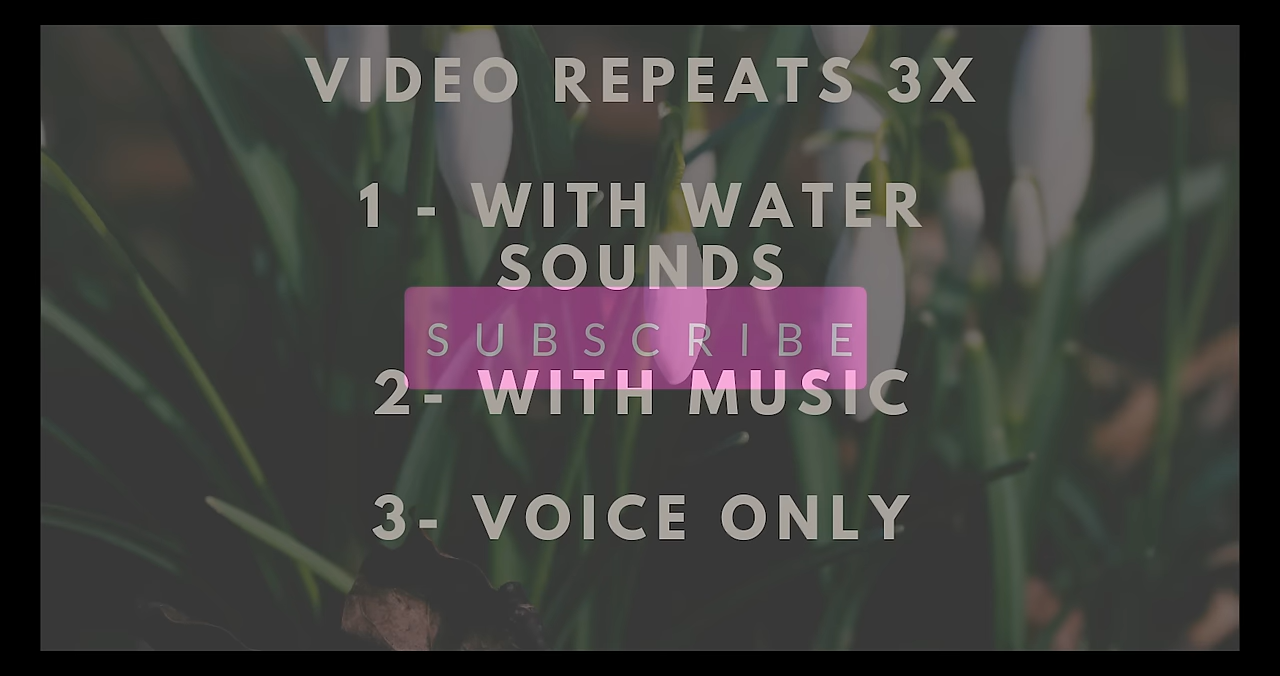 VIDEO REPEATS 3X
1 - WITH WATER
SOUNDS
SUBSCRIBE
2- WITH MUSIC
3- VOICE ONLY